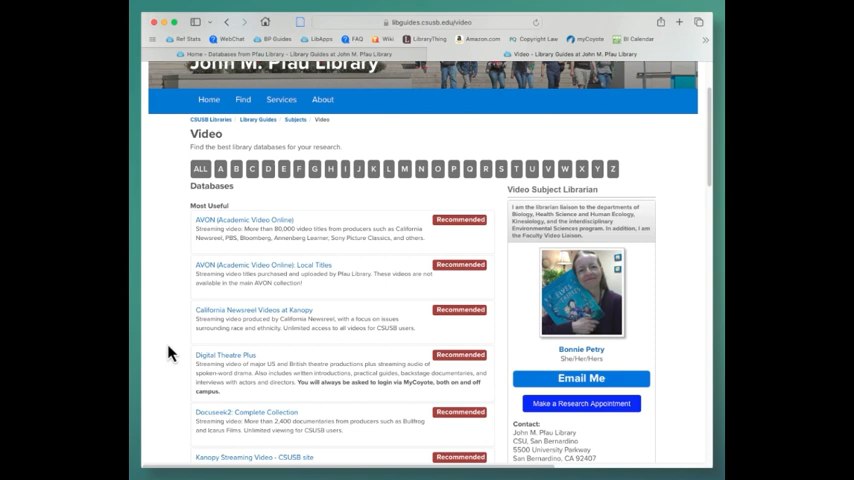 libguides.csusb.edu/video
Ref Stats WebChat BP Guides LibApps FAQ Wiki LibraryThing Amazon.com Copyright Law myCoyote BI Calendar
Home - Databases from Pfau Library - Library Guides at John M. Pfau Library
Video - Library Guides at John M. Pfau Library
John M. Pfau Library
Home Find Services About
CSUSB Libraries Library Guides Subjects Video
Video
Find the best library databases for your research.
ALL A B C D E F G H I J K L M N O P Q R S T U V W X Y Z
Databases
Most Useful
AVON (Academic Video Online) Recommended
Streaming video: More than 80,000 video titles from producers such as California
Newsreel, PBS, Bloomberg, Annenberg Learner, Sony Picture Classics, and others.
AVON (Academic Video Online): Local Titles Recommended
Streaming video titles purchased and uploaded by Pfau Library. These videos are not
available in the main AVON collection!
California Newsreel Videos at Kanopy Recommended
Streaming video produced by California Newsreel, with a focus on issues
surrounding race and ethnicity. Unlimited access to all videos for CSUSB users.
Digital Theatre Plus Recommended
Streaming video of major US and British theatre productions plus streaming audio of
spoken-word drama. Also includes written introductions, practical guides, backstage documentaries, and
interviews with actors and directors. You will always be asked to login via MyCoyote, both on and off
campus.
Docuseek2: Complete Collection Recommended
Streaming video: More than 2,400 documentaries from producers such as Bullfrog
and Icarus Films. Unlimited viewing for CSUSB users.
Kanopy Streaming Video - CSUSB site Recommended
Video Subject Librarian
I am the librarian liaison to the departments of
Biology, Health Science and Human Ecology,
Kinesiology, and the interdisciplinary
Environmental Sciences program. In addition, I am
the Faculty Video Liaison.
Bonnie Petry
She/Her/Hers
Email Me
Make a Research Appointment
Contact:
John M. Pfau Library
CSU, San Bernardino
5500 University Parkway
San Bernardino, CA 92407